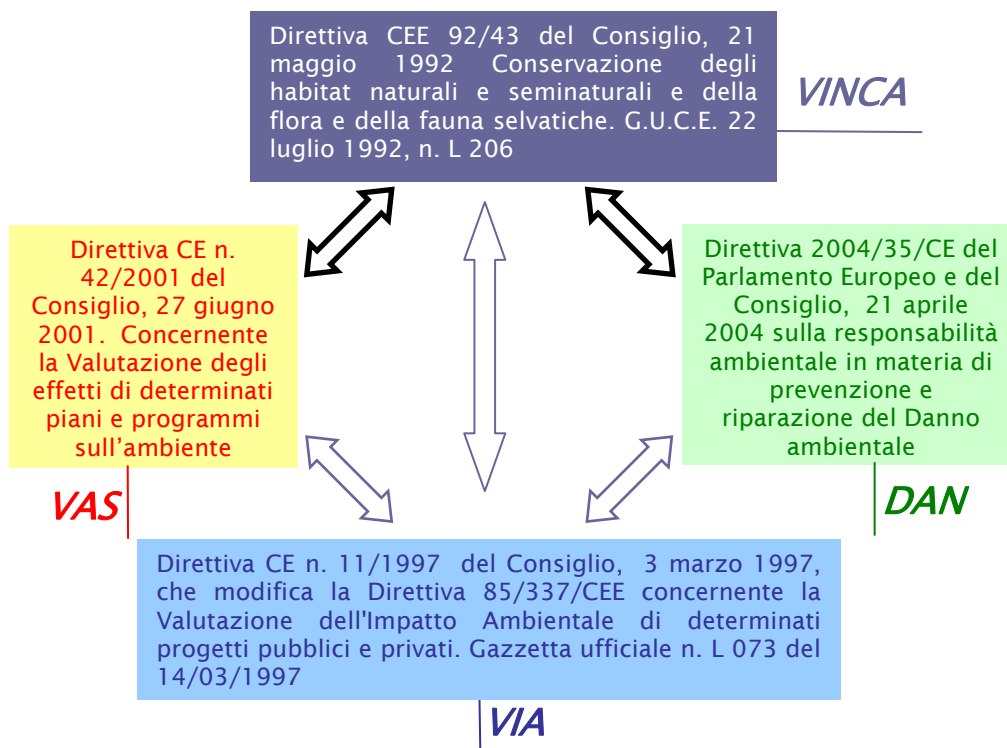 Direttiva CEE 92/43 del Consiglio, 21
maggio 1992 Conservazione degli
habitat naturali e seminaturali e della
flora e della fauna selvatiche. G.U.C.E. 22
luglio 1992, n. L 206
VINCA
Direttiva CE n.
42/2001 del
Consiglio, 27 giugno
2001. Concernente
la Valutazione degli
effetti di determinati
piani e programmi
sull’ambiente
VAS
Direttiva 2004/35/CE del
Parlamento Europeo e del
Consiglio, 21 aprile
2004 sulla responsabilità
ambientale in materia di
prevenzione e
riparazione del Danno
ambientale
DAN
Direttiva CE n. 11/1997 del Consiglio, 3 marzo 1997,
che modifica la Direttiva 85/337/CEE concernente la
Valutazione dell'Impatto Ambientale di determinati
progetti pubblici e privati. Gazzetta ufficiale n. L 073 del
14/03/1997
VIA